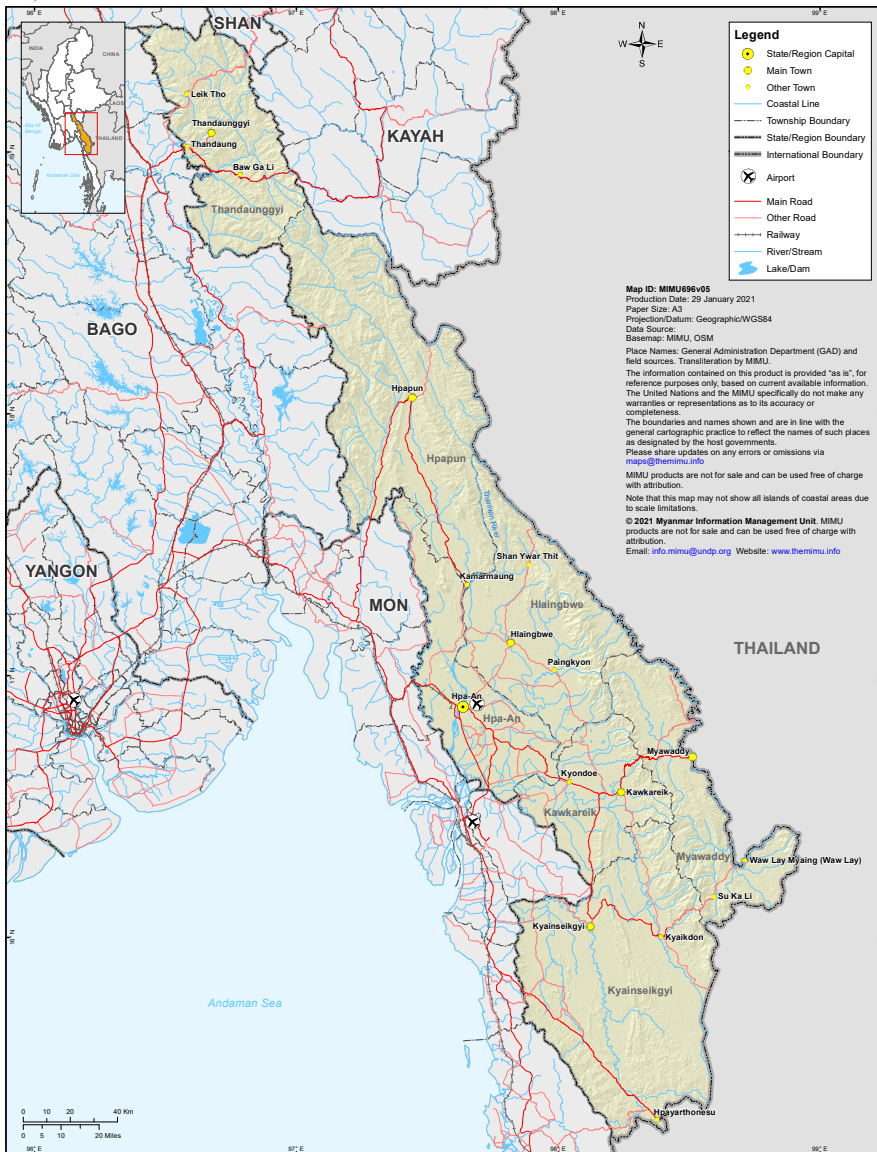 SHAN
INDIA
CHINA
LAOS
THAILAND
Bay of
Bengal
Andaman Sea
N
W E
S
Legend
State/Region Capital
Main Town
Other Town
Coastal Line
Township Boundary
State/Region Boundary
International Boundary
Airport
Main Road
Other Road
Railway
River/Stream
Lake/Dam
Map ID: MIMU696v05
Production Date: 29 January 2021
Paper Size: A3
Projection/Datum: Geographic/WGS84
Data Source:
Basemap: MIMU, OSM
Place Names: General Administration Department (GAD) and
field sources. Transliteration by MIMU.
The information contained on this product is provided "as is", for
reference purposes only, based on current available information.
The United Nations and the MIMU specifically do not make any
warranties or representations as to its accuracy or
completeness.
The boundaries and names shown and are in line with the
general cartographic practice to reflect the names of such places
as designated by the host governments.
Please share updates on any errors or omissions via
maps@themimu.info
MIMU products are not for sale and can be used free of charge
with attribution.
Note that this map may not show all islands of coastal areas due
to scale limitations.
© 2021 Myanmar Information Management Unit. MIMU
products are not for sale and can be used free of charge with
attribution.
Email: info.mimu@undp.org Website: www.themimu.info
Leik Tho
Thandaunggyi
Thandaung
KAYAH
Baw Ga Li
Thandaunggyi
BAGO
Hpapun
Hpapun
Thanlwin River
Shan Ywar Thit
YANGON
Kamarmaung
MON
Hlaingbwe
Hlaingbwe
THAILAND
Paingkyon
Hpa-An
Hpa-An
Myawaddy
Kyondoe
Kawkareik
Kawkareik
Myawaddy
Waw Lay Myaing (Waw Lay)
Su Ka Li
Kyainseikgyi
Kyaikdon
Kyainseikgyi
Andaman Sea
Hpayarthonesu
0 10 20 40 Km
0 5 10 20 Miles
96°E
97°E
98°E
99°E
96°E
97°E
98°E
99°E